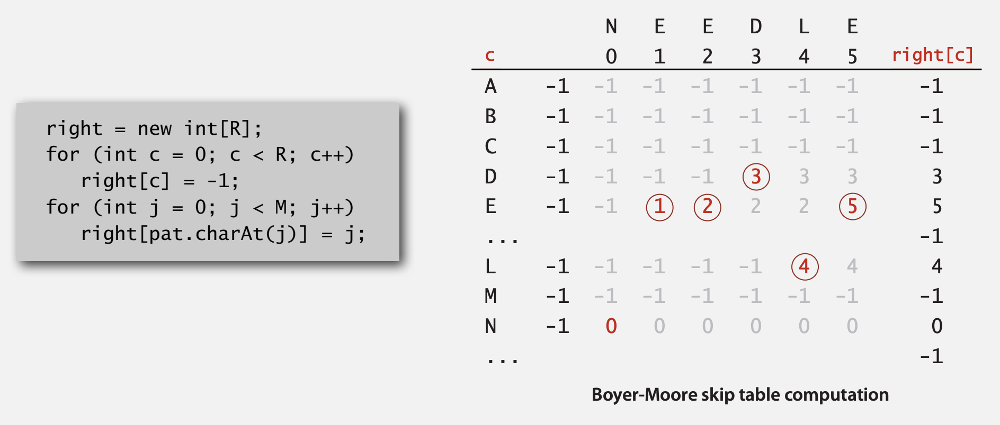 right = new int[R];
for (int c = 0; c < R; c++)
   right[c] = -1;
for (int j = 0; j < M; j++)
   right[pat.charAt(j)] = j;
N E E D L E
c 0 1 2 3 4 5 right[c]
A -1 -1 -1 -1 -1 -1 -1 -1
B -1 -1 -1 -1 -1 -1 -1 -1
C -1 -1 -1 -1 -1 -1 -1 -1
D -1 -1 -1 -1 3 3 3 3
E -1 -1 1 2 2 2 5 5
... -1
L -1 -1 -1 -1 -1 4 4 4
M -1 -1 -1 -1 -1 -1 -1 -1
N -1 0 0 0 0 0 0 0
... -1
Boyer-Moore skip table computation